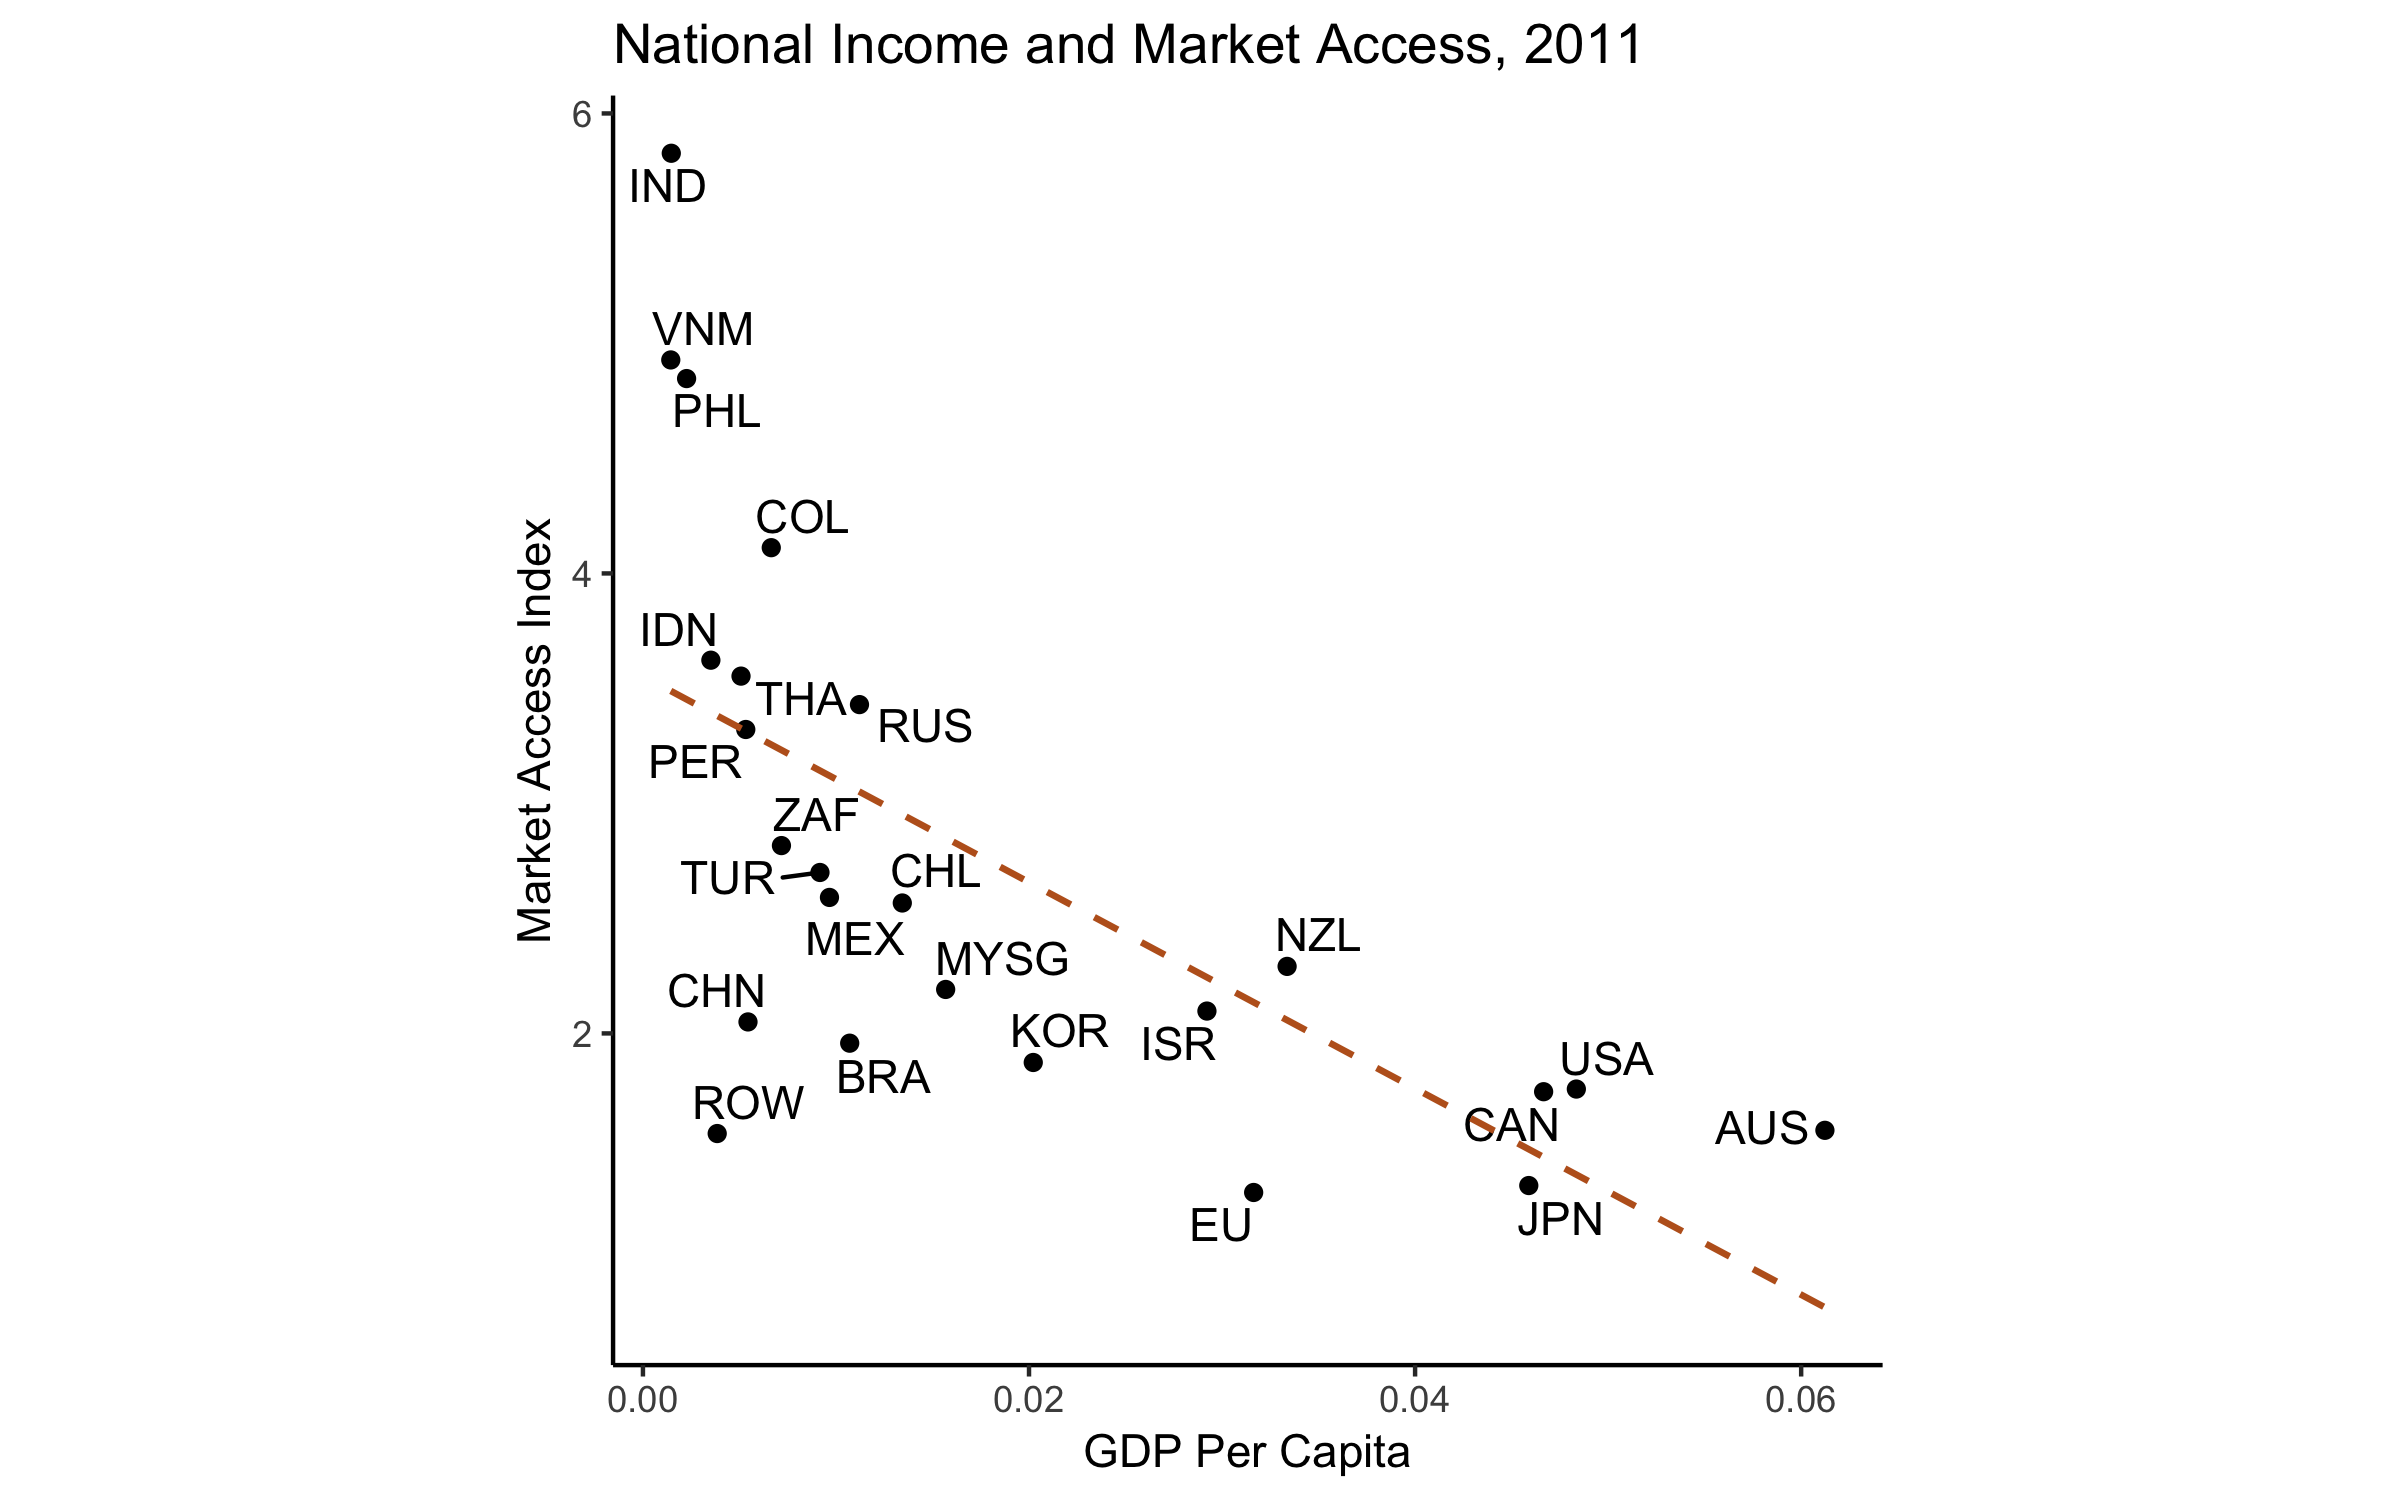 National Income and Market Access, 2011
6
IND
VNM
PHL
COL
4
IDN
THA
RUS
PER
ZAF
TUR
CHL
MEX
MYSG
NZL
CHN
2
KOR
ISR
BRA
USA
ROW
CAN
AUS
EU
JPN
Market Access Index
0.00 0.02 0.04 0.06
GDP Per Capita